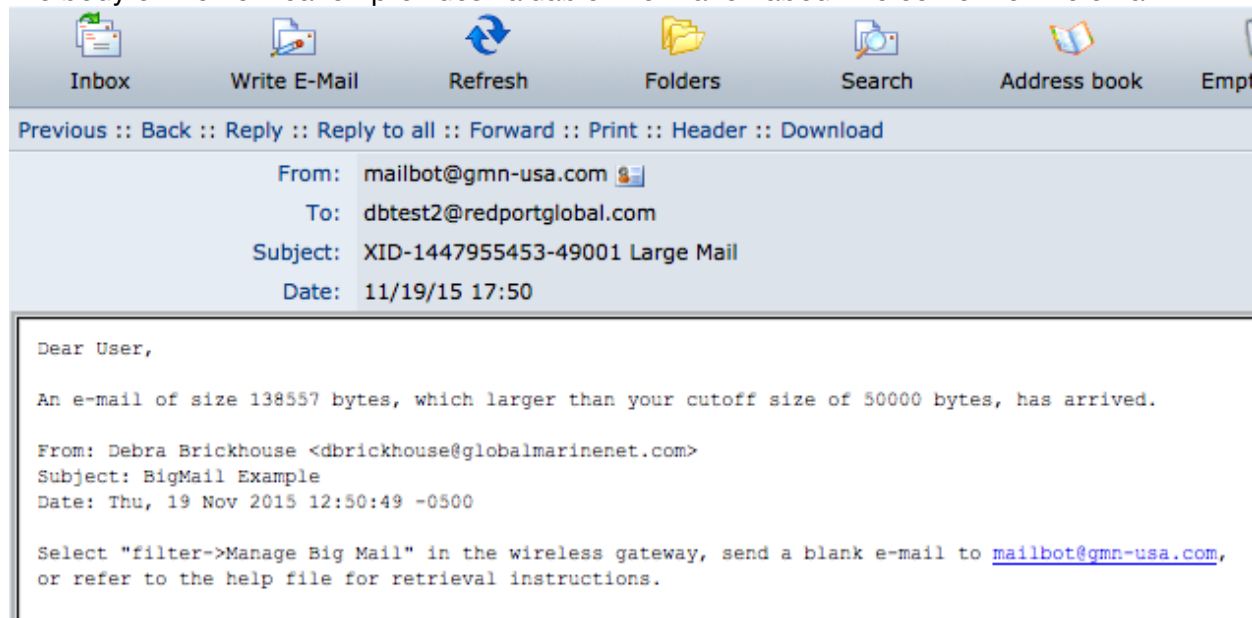 Inbox Write E-Mail Refresh Folders Search Address book
Previous :: Back :: Reply :: Reply to all :: Forward :: Print :: Header :: Download
From: mailbot@gmn-usa.com
To: dbtest2@redportglobal.com
Subject: XID-1447955453-49001 Large Mail
Date: 11/19/15 17:50
Dear User,
An e-mail of size 138557 bytes, which larger than your cutoff size of 50000 bytes, has arrived.
From: Debra Brickhouse <dbrickhouse@globalmarinenet.com>
Subject: BigMail Example
Date: Thu, 19 Nov 2015 12:50:49 -0500
Select "filter->Manage Big Mail" in the wireless gateway, send a blank e-mail to mailbot@gmn-usa.com,
or refer to the help file for retrieval instructions.